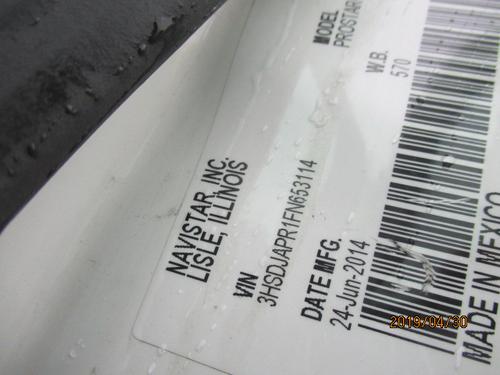 NAVISTAR, INC.
LISLE, ILLINOIS
MODEL
PROSTAR
VIN
3HSDJAPR1FN653114
W.B.
570
DATE MFG.
24-Jun-2014
MADE IN MEXICO
2019/04/30